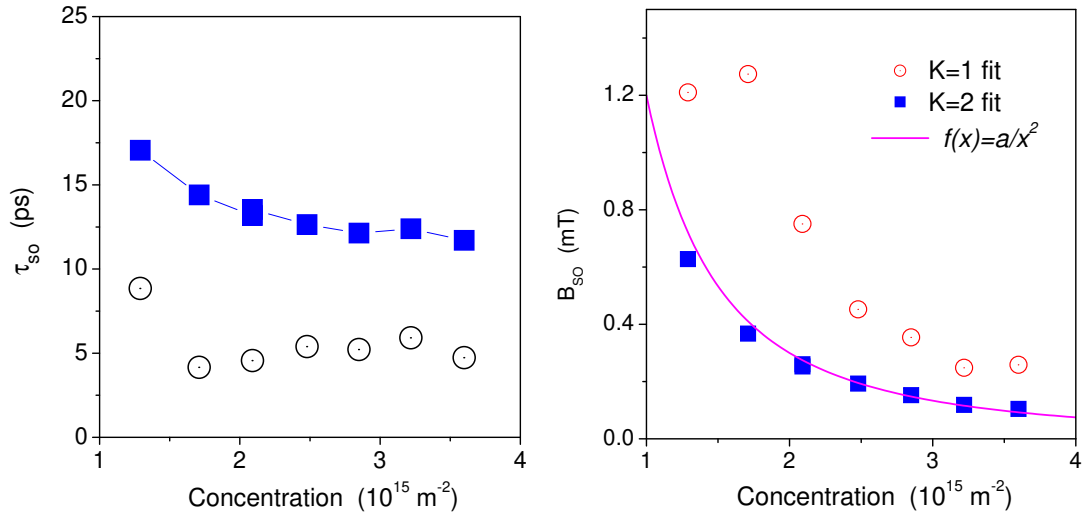 25
20
15
10
5
0
τso (ps)
1
2
3
4
Concentration (10^15 m^-2)
1.2
0.8
0.4
0.0
BSO (mT)
K=1 fit
K=2 fit
f(x)=a/x^2
1
2
3
4
Concentration (10^15 m^-2)